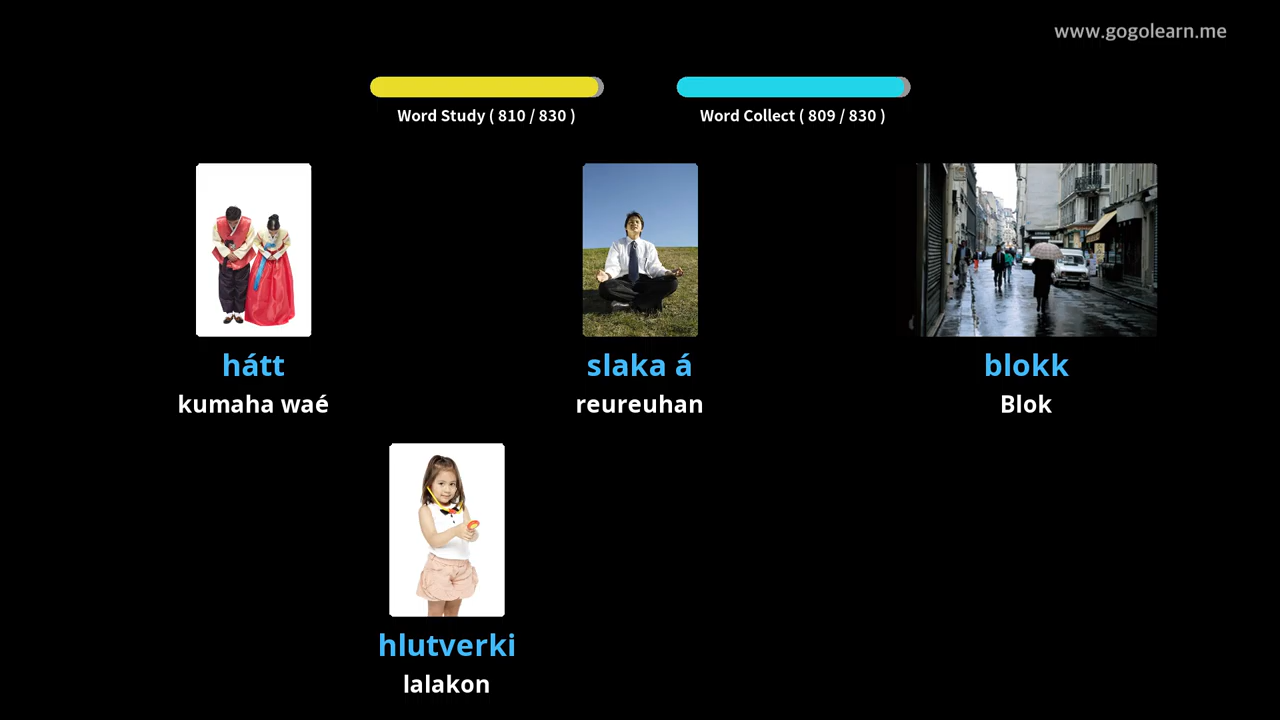 www.gogolearn.me
Word Study ( 810 / 830 )
Word Collect ( 809 / 830 )
hátt
kumaha waé
slaka á
reureuhan
blokk
Blok
hlutverki
lalakon